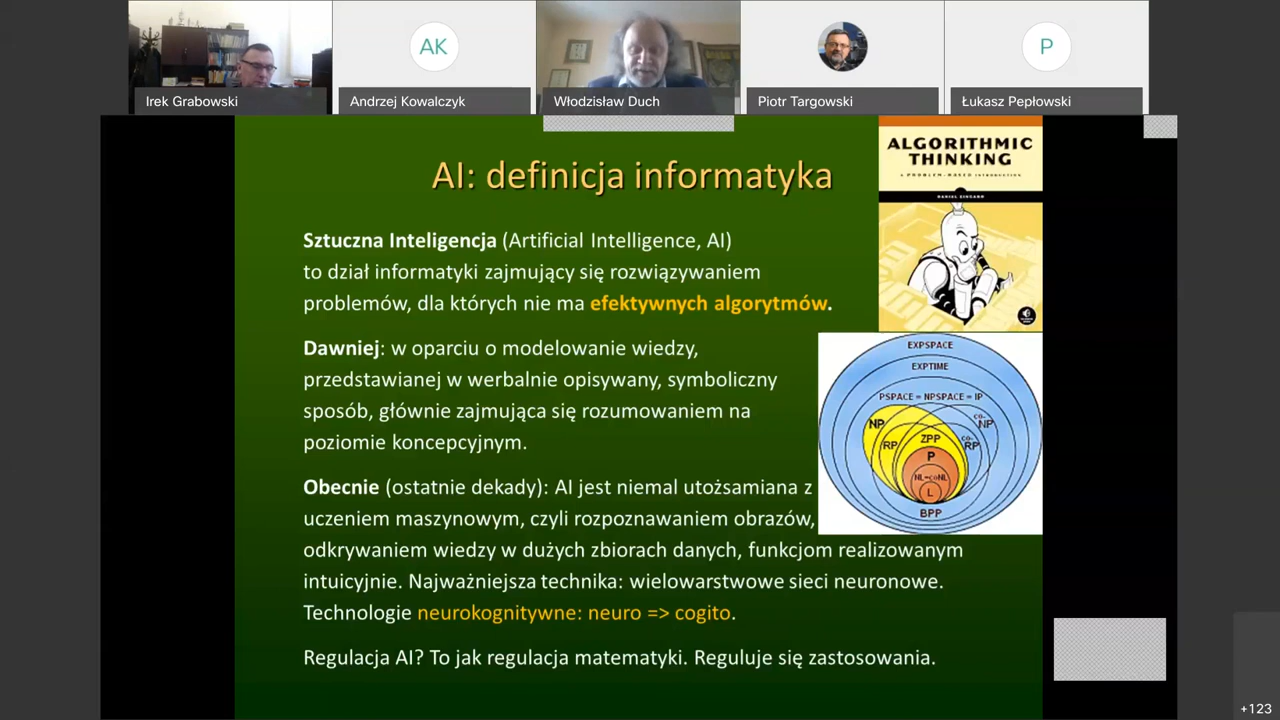 AK
P
Irek Grabowski
Andrzej Kowalczyk
Włodzisław Duch
Piotr Targowski
Łukasz Pepłowski
AI: definicja informatyka
Sztuczna Inteligencja (Artificial Intelligence, AI)
to dział informatyki zajmujący się rozwiązywaniem
problemów, dla których nie ma efektywnych algorytmów.
Dawniej: w oparciu o modelowanie wiedzy,
przedstawianej w werbalnie opisywany, symboliczny
sposób, głównie zajmująca się rozumowaniem na
poziomie koncepcyjnym.
Obecnie (ostatnie dekady): AI jest niemal utożsamiana z
uczeniem maszynowym, czyli rozpoznawaniem obrazów,
odkrywaniem wiedzy w dużych zbiorach danych, funkcjom realizowanym
intuicyjnie. Najważniejsza technika: wielowarstwowe sieci neuronowe.
Technologie neurokognitywne: neuro => cogito.
Regulacja AI? To jak regulacja matematyki. Reguluje się zastosowania.
ALGORITHMIC
THINKING
A PROBLEM-BASED INTRODUCTION
DANIEL ZINGARO
EXPSPACE
EXPTIME
PSPACE = NPSPACE = IP
NP
co-
NP
RP
ZPP
co-
RP
P
NL=coNL
L
BPP
+123